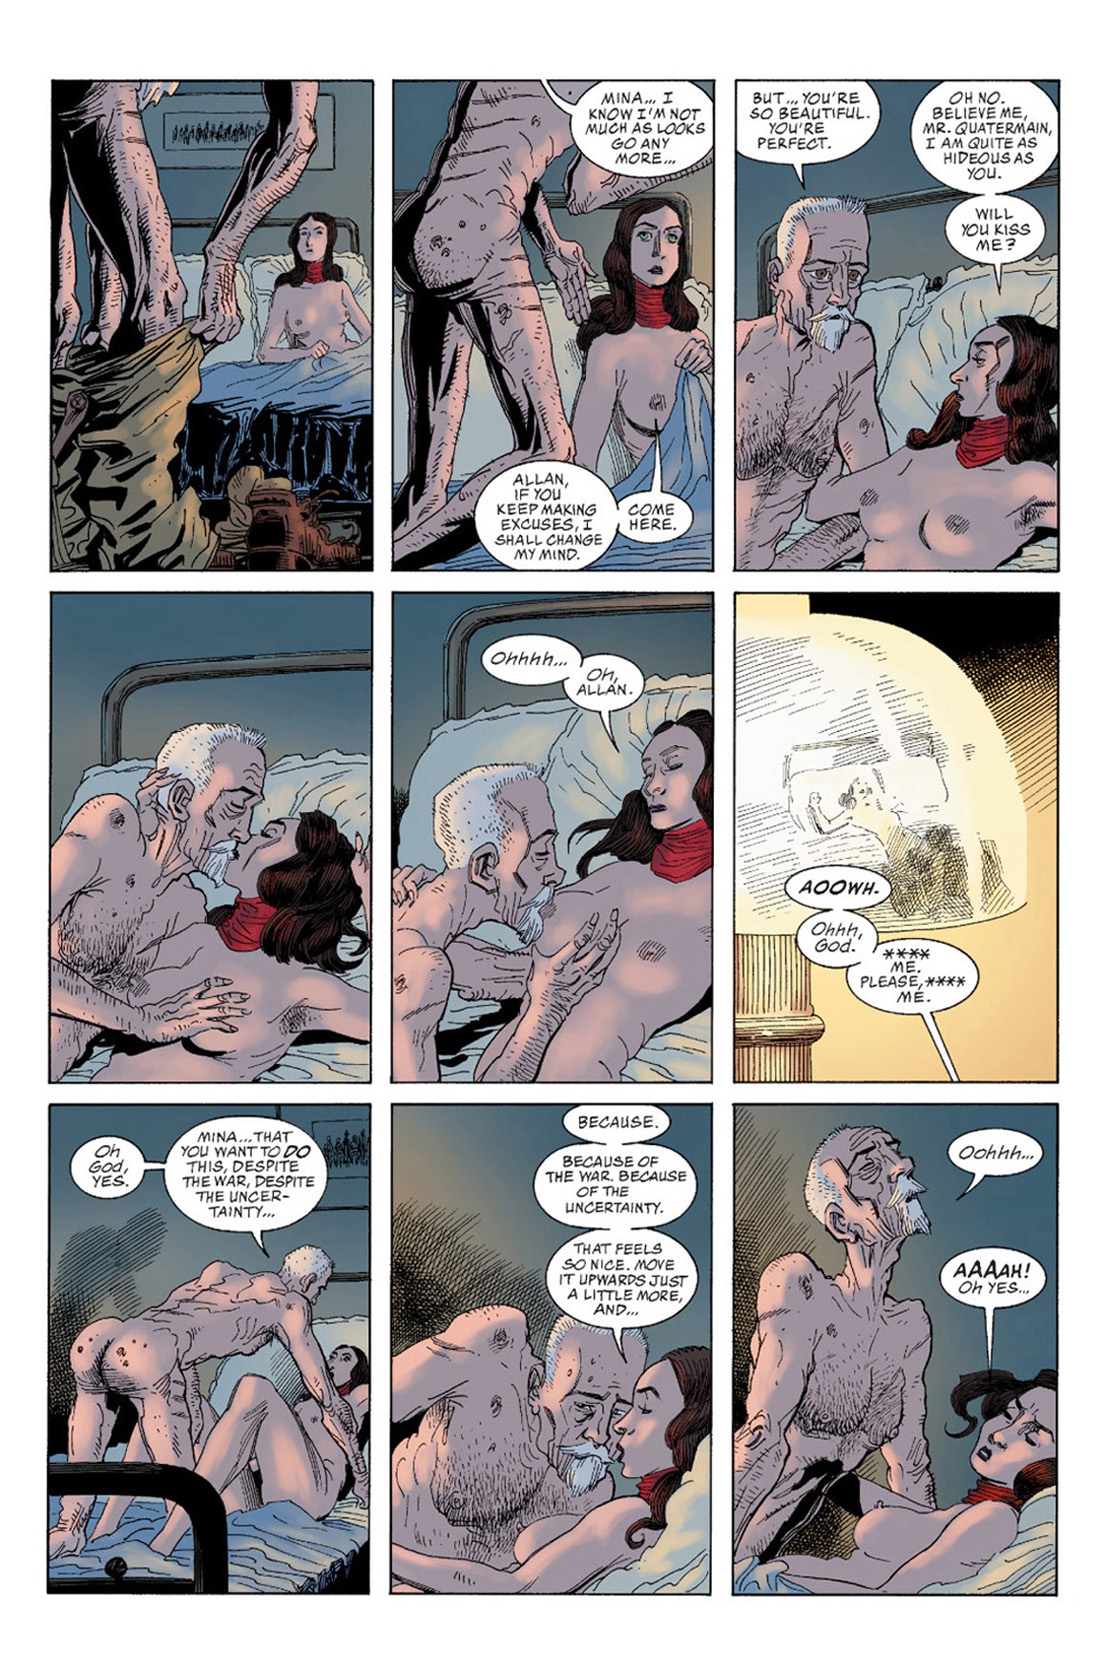 MINA... I
KNOW I'M NOT
MUCH AS LOOKS
GO ANY
MORE...
ALLAN,
IF YOU
KEEP MAKING
EXCUSES, I
SHALL CHANGE
MY MIND.
COME
HERE.
BUT... YOU'RE
SO BEAUTIFUL.
YOU'RE
PERFECT.
OH NO.
BELIEVE ME,
MR. QUATERMAIN,
I AM QUITE AS
HIDEOUS AS
YOU.
WILL
YOU KISS
ME?
Ohhhh...
Oh,
ALLAN.
AOOWH.
Ohhh,
God.
****
ME.
PLEASE, ****
ME.
Oh
God,
YES.
MINA... THAT
YOU WANT TO DO
THIS, DESPITE
THE WAR, DESPITE
THE UNCER-
TAINTY...
BECAUSE.
BECAUSE OF
THE WAR. BECAUSE
OF THE
UNCERTAINTY.
THAT FEELS
SO NICE. MOVE
IT UPWARDS JUST
A LITTLE MORE,
AND...
Oohhh...
AAAAH!
Oh YES...